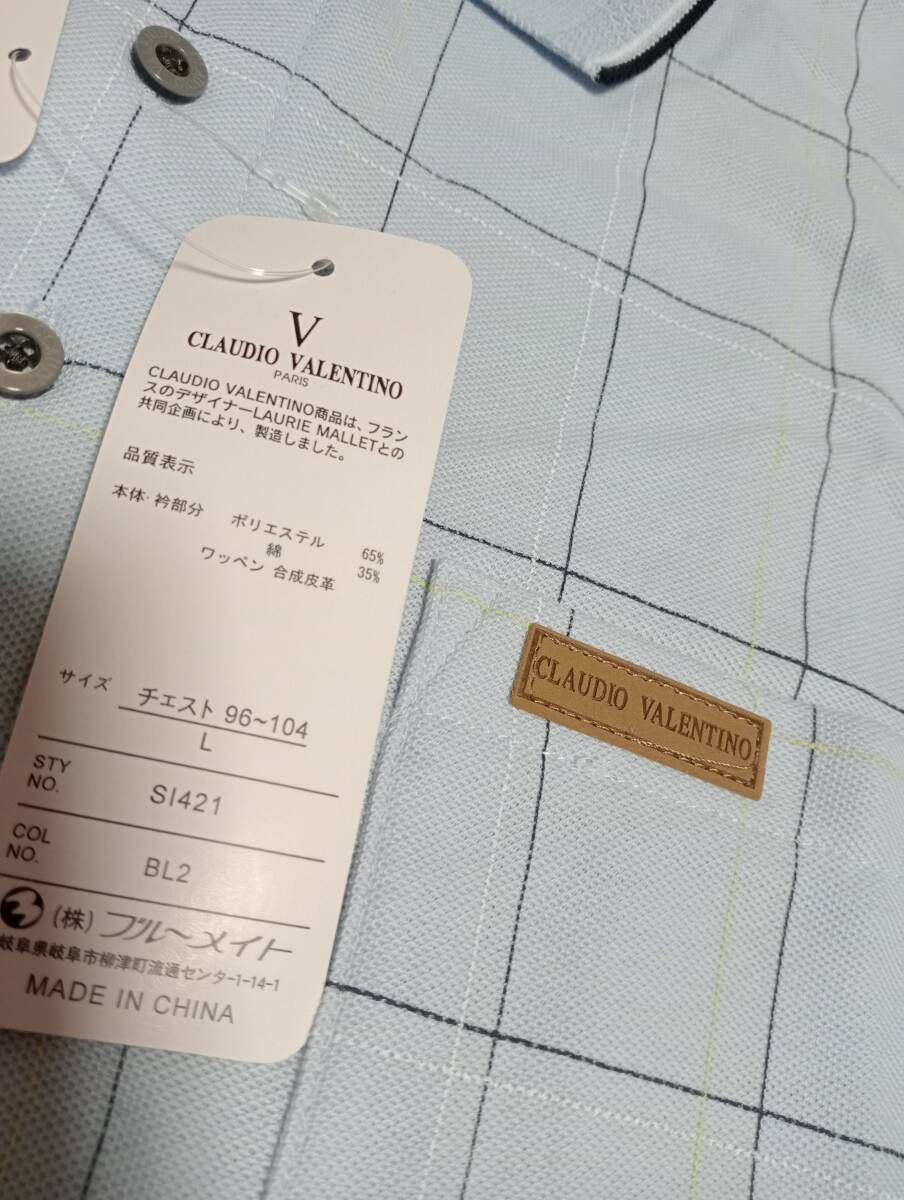 V
CLAUDIO VALENTINO
PARIS
CLAUDIO VALENTINO商品は、フラン
スのデザイナーLAURIE MALLETとの
共同企画により、製造しました。
品質表示
本体・衿部分 ポリエステル 65%
綿 35%
ワッペン 合成皮革
サイズ チェスト 96~104
L
STY NO. SI421
COL NO. BL2
(株) ブルーメイト
岐阜県岐阜市柳津町流通センター1-14-1
MADE IN CHINA
CLAUDIO VALENTINO